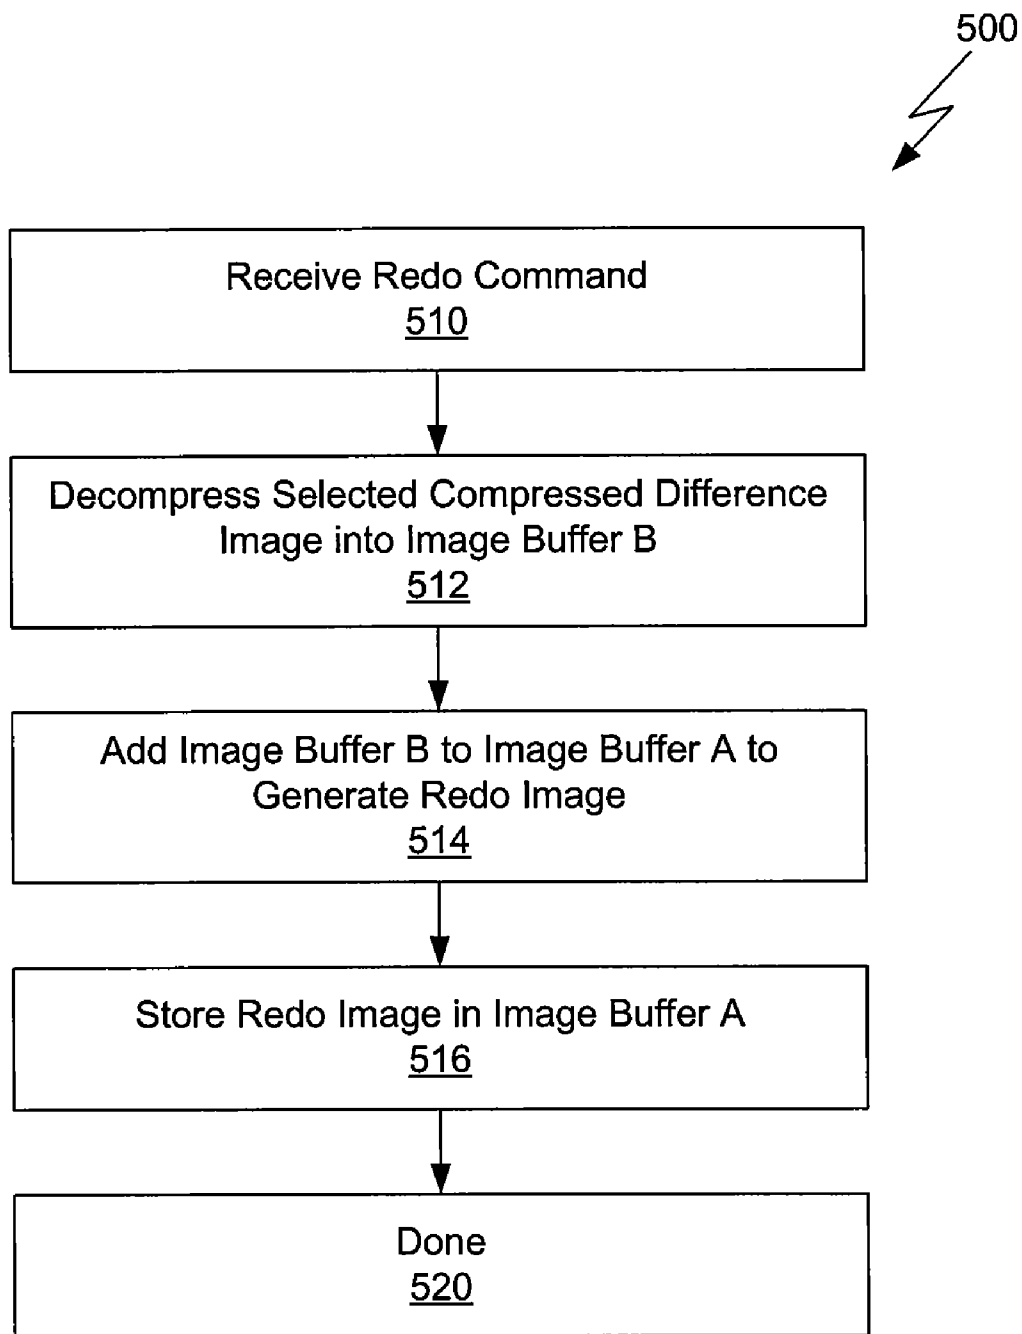 500
Receive Redo Command
510
Decompress Selected Compressed Difference
Image into Image Buffer B
512
Add Image Buffer B to Image Buffer A to
Generate Redo Image
514
Store Redo Image in Image Buffer A
516
Done
520